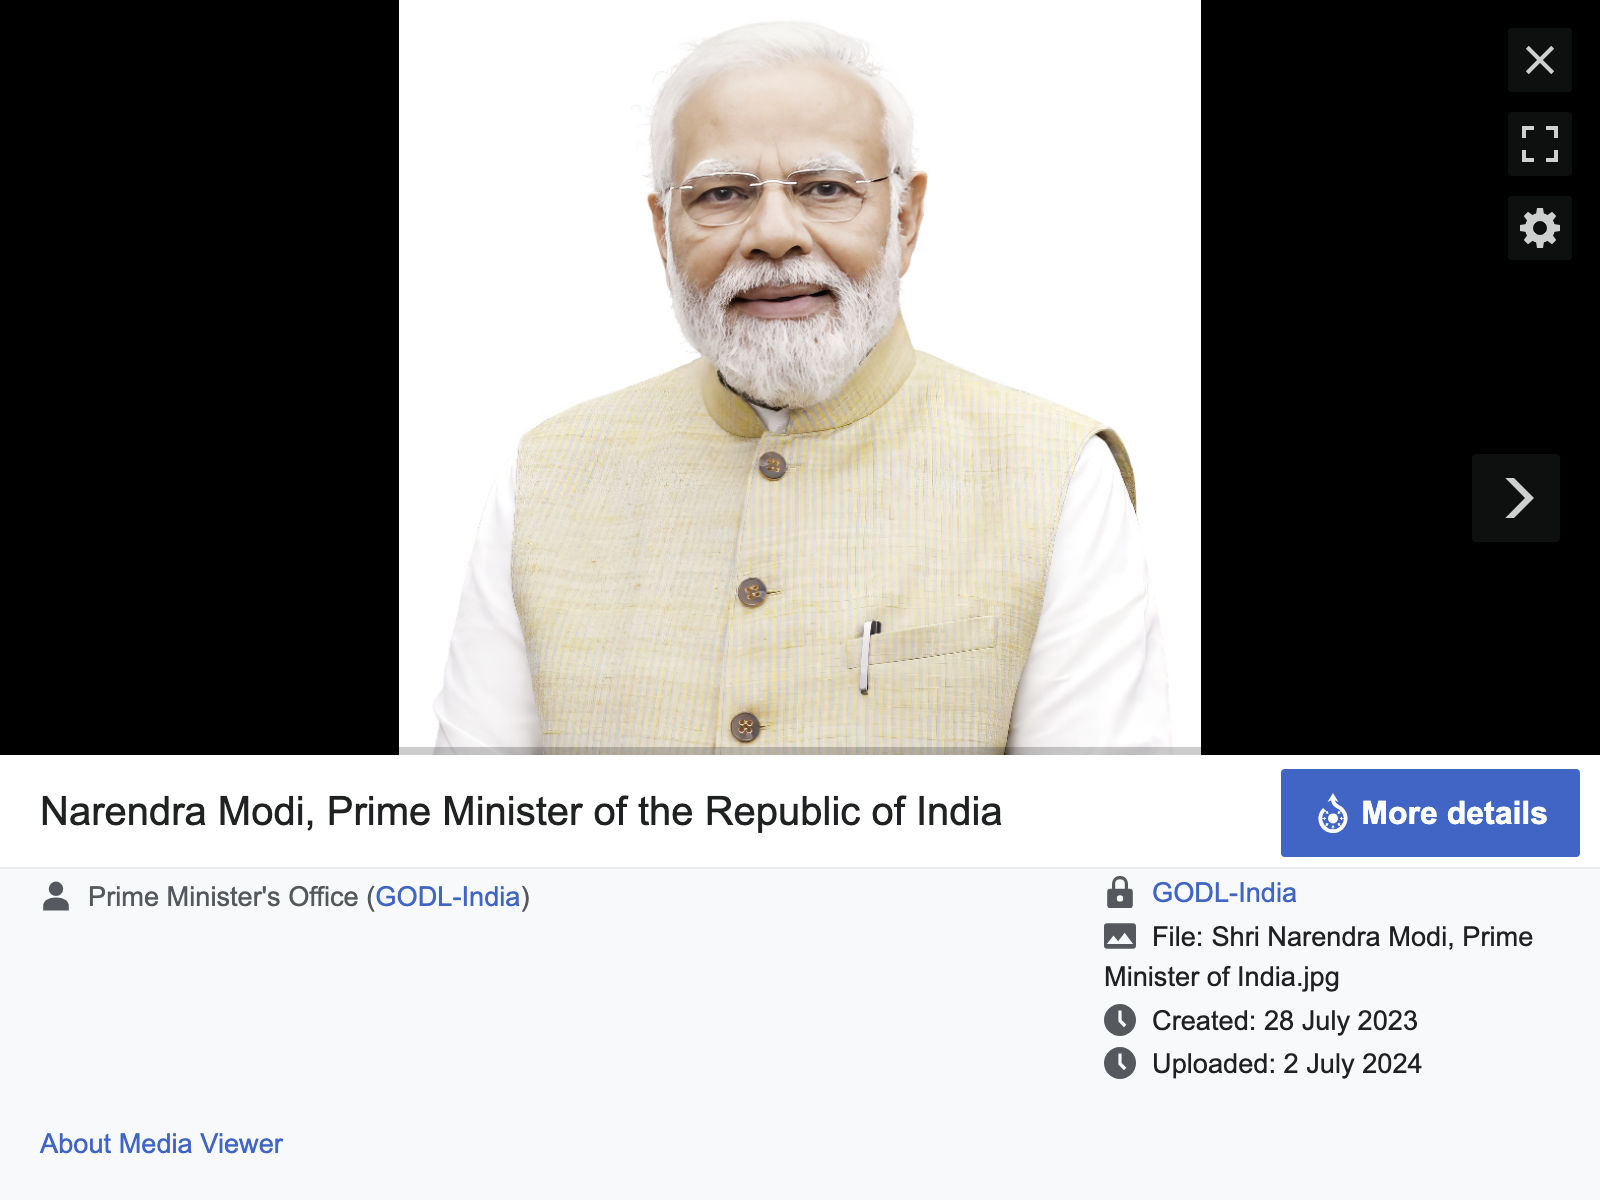 Narendra Modi, Prime Minister of the Republic of India
More details
Prime Minister's Office (GODL-India)
GODL-India
File: Shri Narendra Modi, Prime
Minister of India.jpg
Created: 28 July 2023
Uploaded: 2 July 2024
About Media Viewer